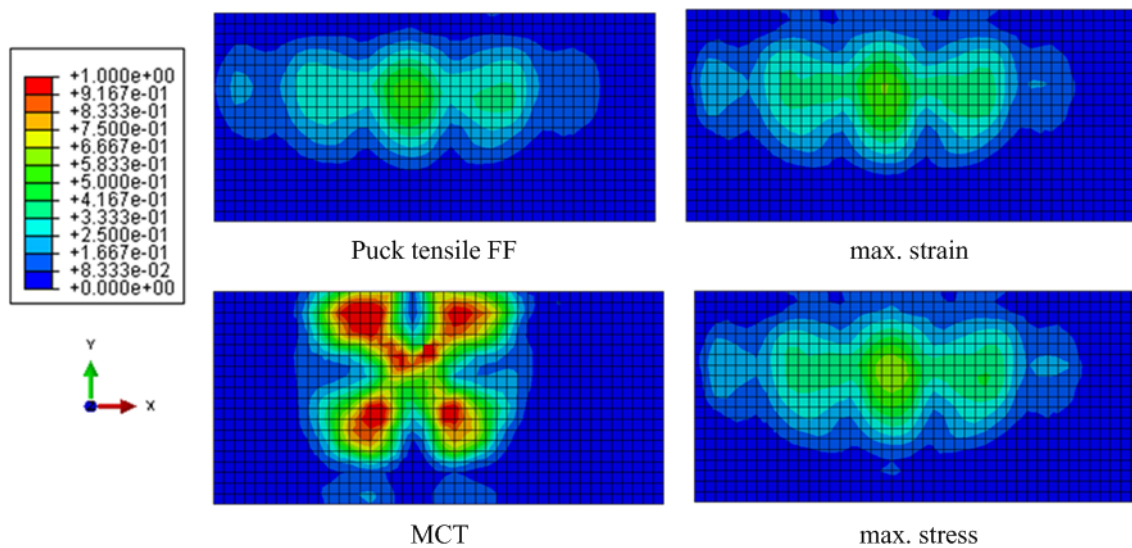 +1.000e+00
+9.167e-01
+8.333e-01
+7.500e-01
+6.667e-01
+5.833e-01
+5.000e-01
+4.167e-01
+3.333e-01
+2.500e-01
+1.667e-01
+8.333e-02
+0.000e+00
Puck tensile FF
max. strain
Y
X
MCT
max. stress